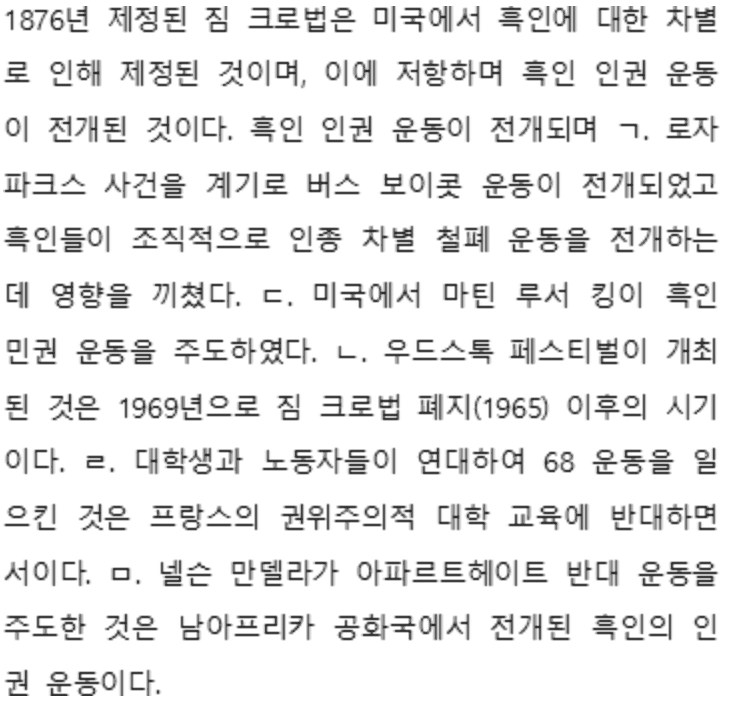 1876년 제정된 짐 크로법은 미국에서 흑인에 대한 차별
로 인해 제정된 것이며, 이에 저항하며 흑인 인권 운동
이 전개된 것이다. 흑인 인권 운동이 전개되며 ㄱ. 로자
파크스 사건을 계기로 버스 보이콧 운동이 전개되었고
흑인들이 조직적으로 인종 차별 철폐 운동을 전개하는
데 영향을 끼쳤다. ㄷ. 미국에서 마틴 루서 킹이 흑인
민권 운동을 주도하였다. ㄴ. 우드스톡 페스티벌이 개최
된 것은 1969년으로 짐 크로법 폐지(1965) 이후의 시기
이다. ㄹ. 대학생과 노동자들이 연대하여 68 운동을 일
으킨 것은 프랑스의 권위주의적 대학 교육에 반대하면
서이다. ㅁ. 넬슨 만델라가 아파르트헤이트 반대 운동을
주도한 것은 남아프리카 공화국에서 전개된 흑인의 인
권 운동이다.